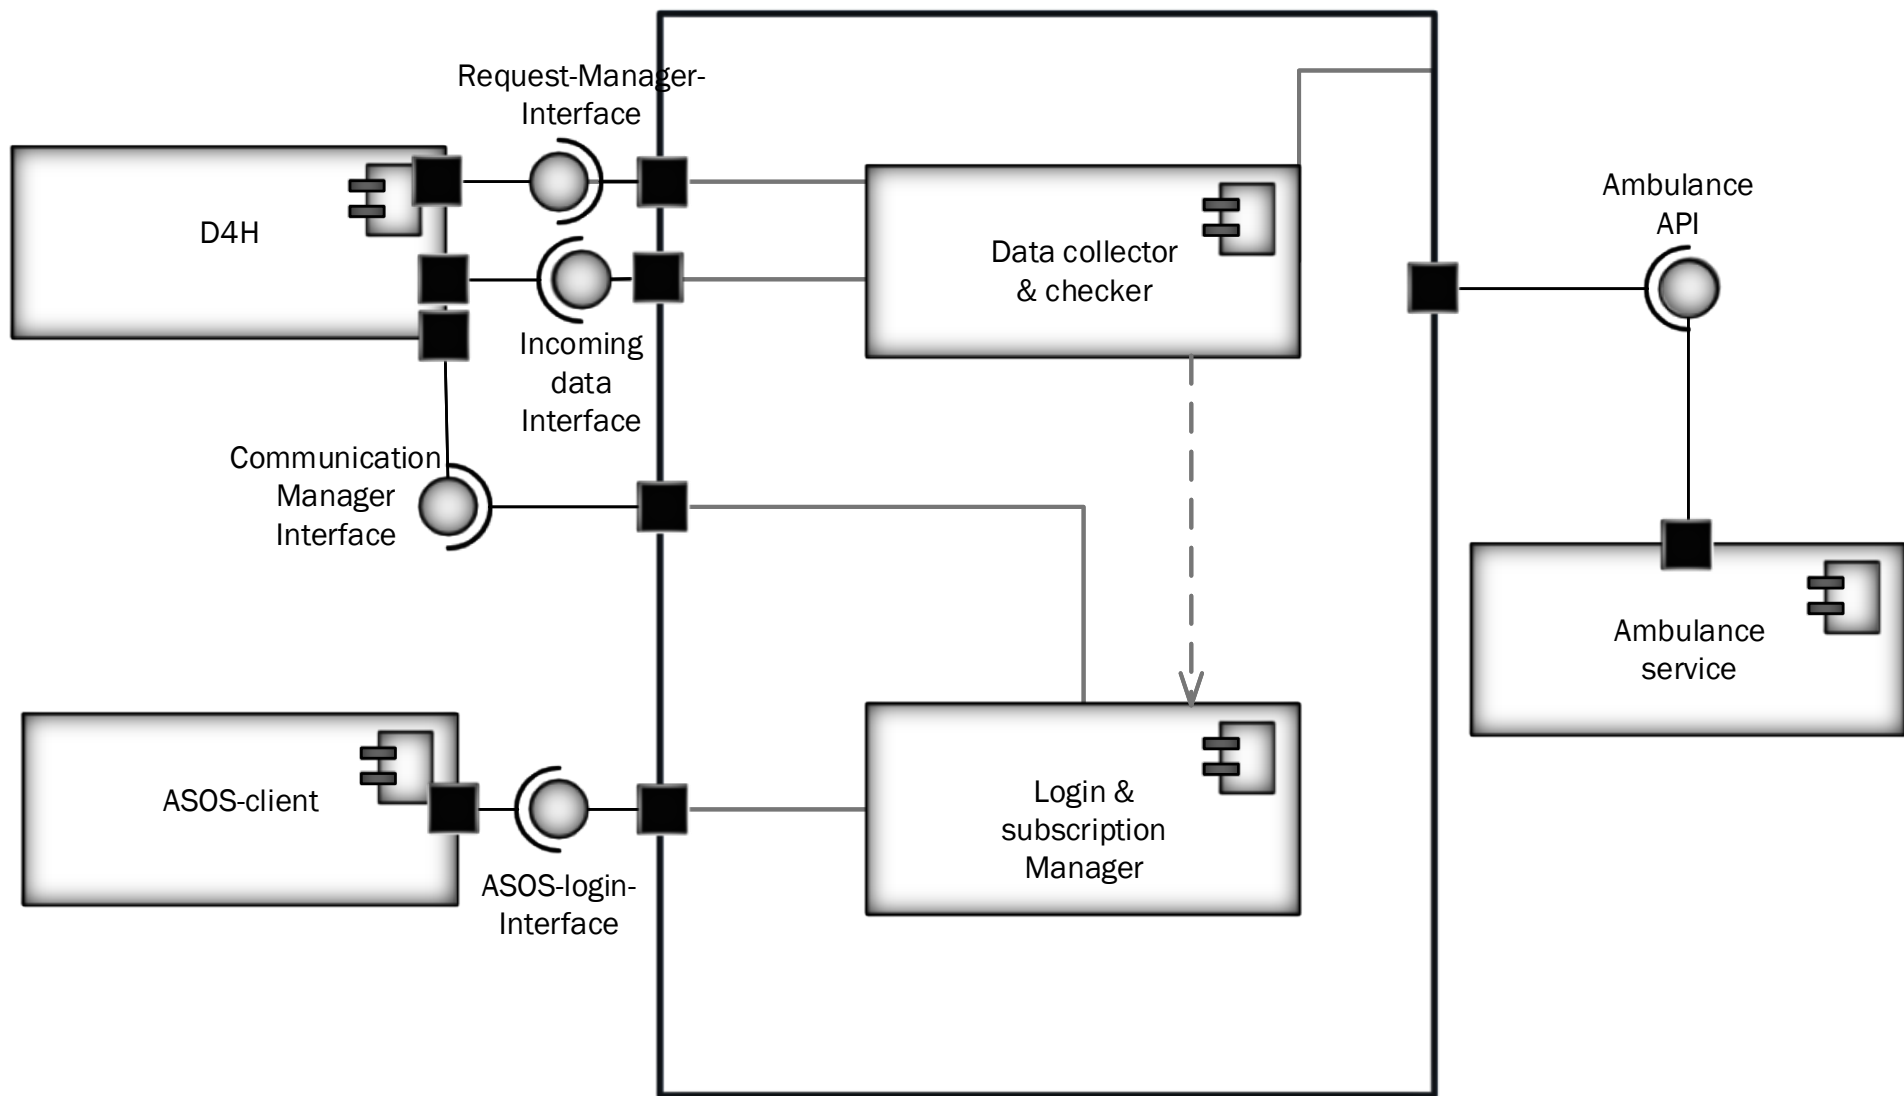 Request-Manager-
Interface
D4H
Incoming
data
Interface
Communication
Manager
Interface
Data collector
& checker
Ambulance
API
Ambulance
service
ASOS-client
ASOS-login-
Interface
Login &
subscription
Manager